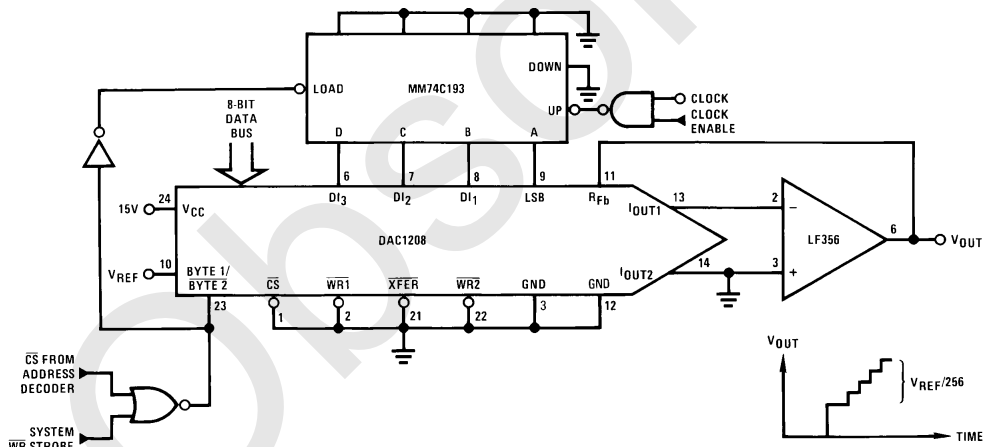 LOAD
MM74C193
DOWN
UP
D C B A
CLOCK
CLOCK
ENABLE
8-BIT
DATA
BUS
6 7 8 9 11
DI3 DI2 DI1 LSB RFb
24
15V
VCC
DAC1208
IOUT1
13
2
−
LF356
6
VOUT
VREF
10
BYTE 1/
BYTE 2
23
CS
WR1
XFER
WR2
GND
GND
IOUT2
14
3
+
1 2 21 22 3 12
CS FROM
ADDRESS
DECODER
SYSTEM
WR STROBE
VOUT
VREF/256
TIME
Obso